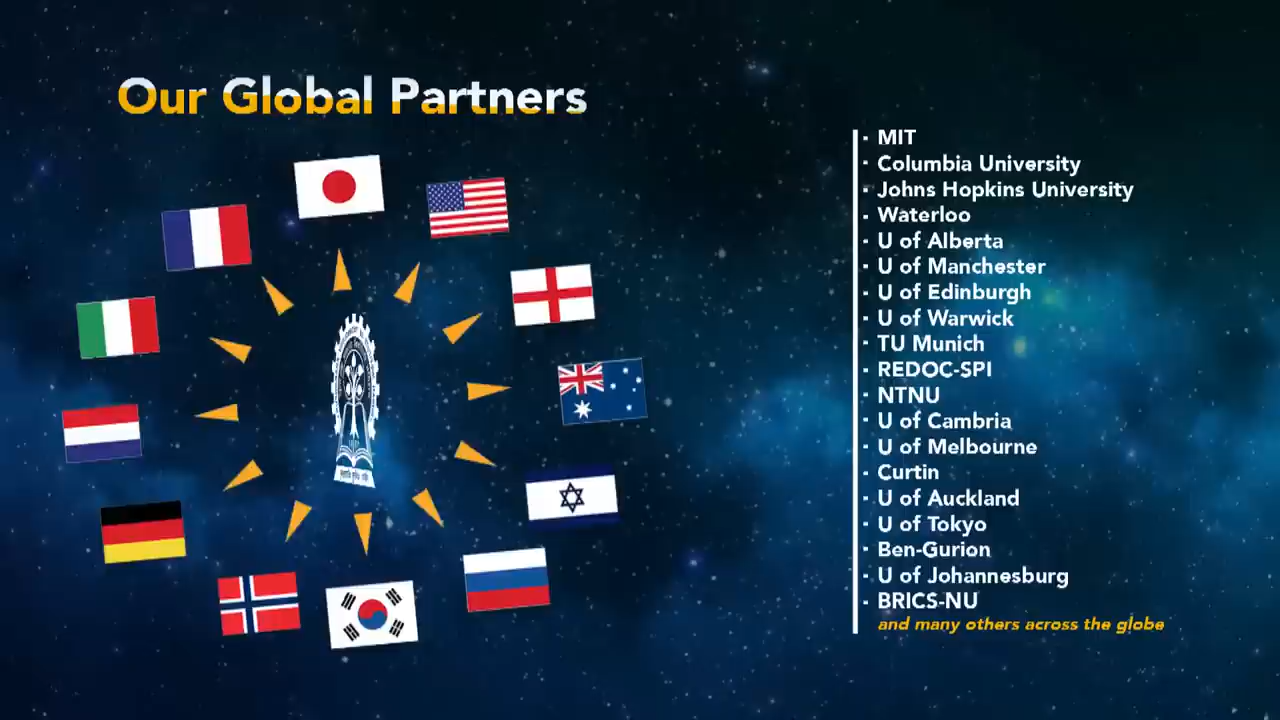 Our Global Partners
· MIT
· Columbia University
· Johns Hopkins University
· Waterloo
· U of Alberta
· U of Manchester
· U of Edinburgh
· U of Warwick
· TU Munich
· REDOC-SPI
· NTNU
· U of Cambria
· U of Melbourne
· Curtin
· U of Auckland
· U of Tokyo
· Ben-Gurion
· U of Johannesburg
· BRICS-NU
and many others across the globe